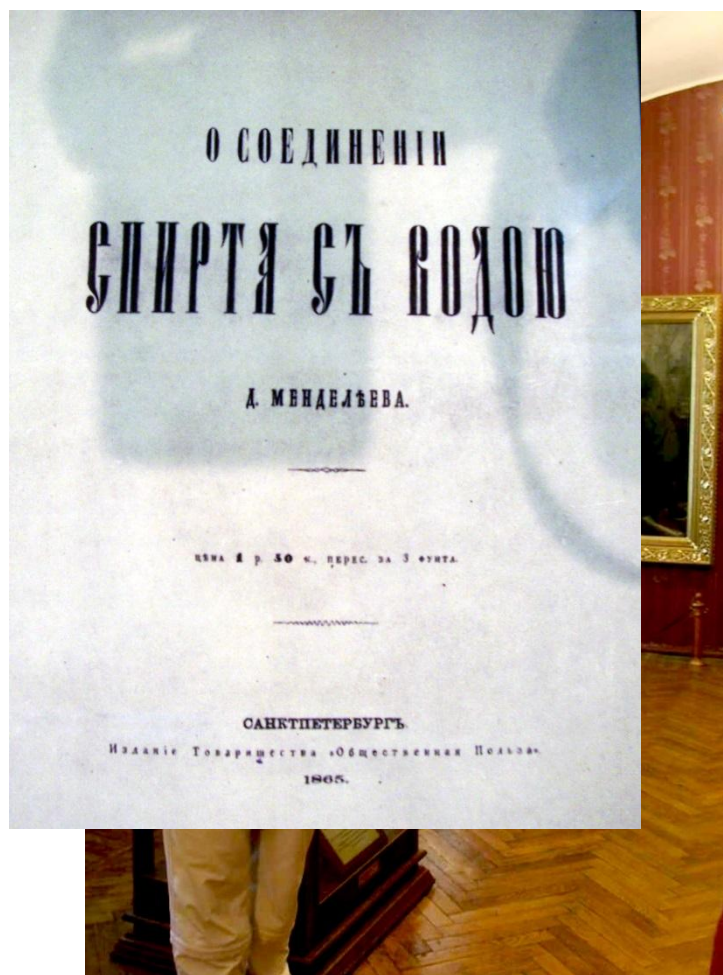 О СОЕДИНЕНІИ
СПИРТА СЪ ВОДОЮ
Д. МЕНДЕЛѢЕВА.
ЦѢНА 1 Р. 50 К., ПЕРЕС. ЗА 3 ФУНТА.
САНКТПЕТЕРБУРГЪ.
Изданіе Товарищества «Общественная Польза».
1865.